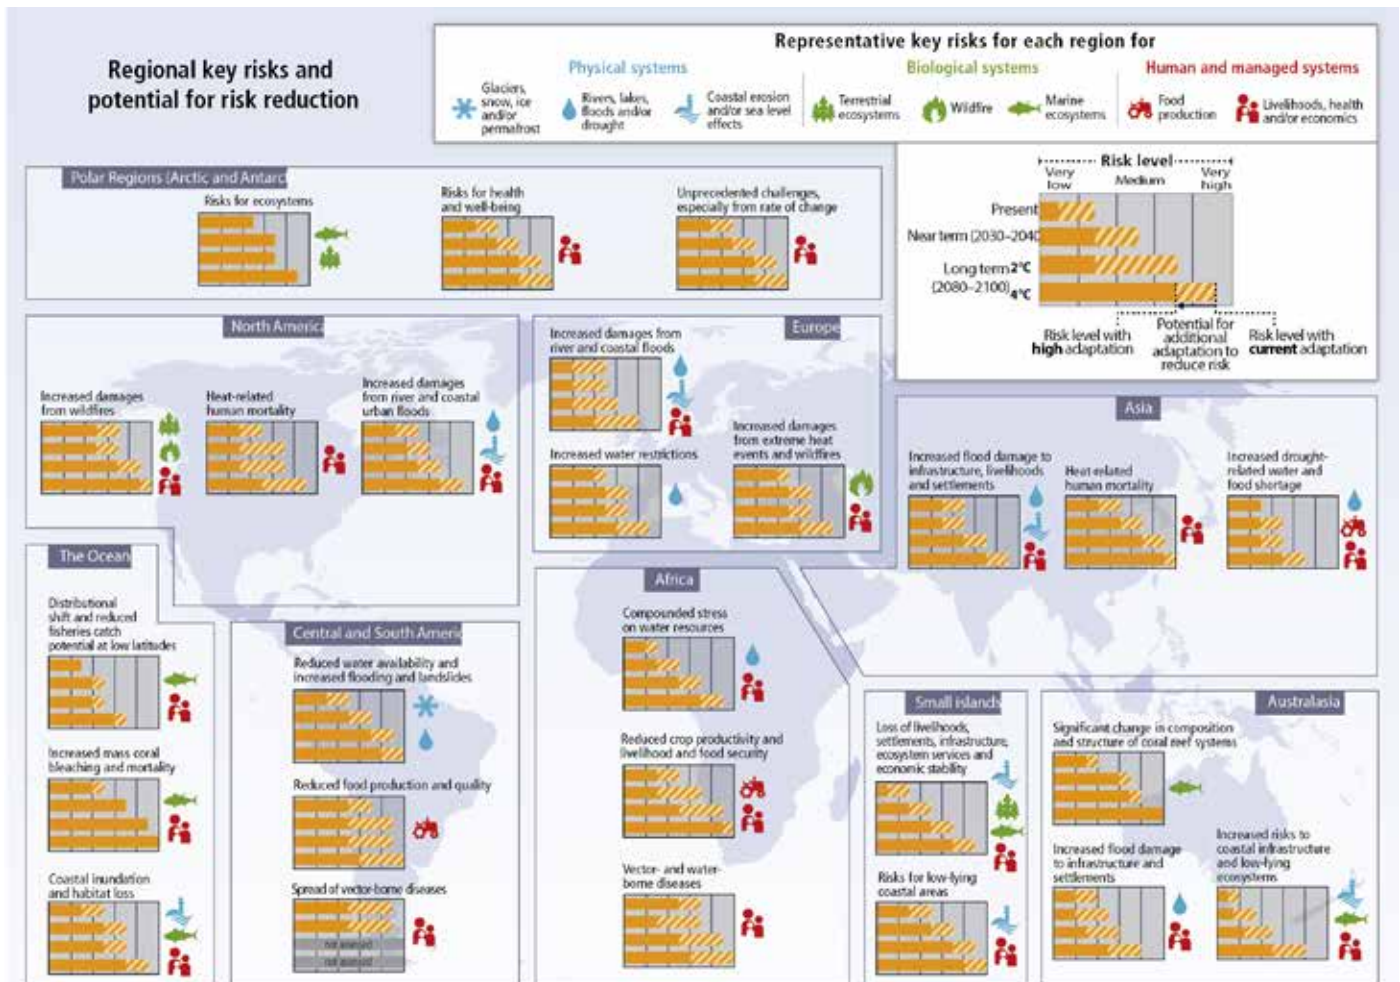 Regional key risks and
potential for risk reduction
Representative key risks for each region for
Physical systems
Biological systems
Human and managed systems
Glaciers,
snow, ice
and/or
permafrost
Rivers, lakes,
floods and/or
drought
Coastal erosion
and/or sea level
effects
Terrestrial
ecosystems
Wildfire
Marine
ecosystems
Food
production
Livelihoods, health
and/or economics
Risk level
Very
low
Medium
Very
high
Present
Near term (2030–2040
Long term 2°C
(2080–2100) 4°C
Risk level with
high adaptation
Potential for
additional
adaptation to
reduce risk
Risk level with
current adaptation
Polar Regions (Arctic and Antarc
Risks for ecosystems
Risks for health
and well-being
Unprecedented challenges,
especially from rate of change
North America
Increased damages
from wildfires
Heat-related
human mortality
Increased damages
from river and coastal
urban floods
Europe
Increased damages from
river and coastal floods
Increased water restrictions
Increased damages
from extreme heat
events and wildfires
Asia
Increased flood damage to
infrastructure, livelihoods
and settlements
Heat-related
human mortality
Increased drought-
related water and
food shortage
The Ocean
Distributional
shift and reduced
fisheries catch
potential at low latitudes
Increased mass coral
bleaching and mortality
Coastal inundation
and habitat loss
Central and South Americ
Reduced water availability and
increased flooding and landslides
Reduced food production and quality
Spread of vector-borne diseases
not assessed
not assessed
Africa
Compounded stress
on water resources
Reduced crop productivity and
livelihood and food security
Vector- and water-
borne diseases
Small islands
Loss of livelihoods,
settlements, infrastructure,
ecosystem services and
economic stability
Risks for low-lying
coastal areas
Australasia
Significant change in composition
and structure of coral reef systems
Increased flood damage
to infrastructure and
settlements
Increased risks to
coastal infrastructure
and low-lying
ecosystems